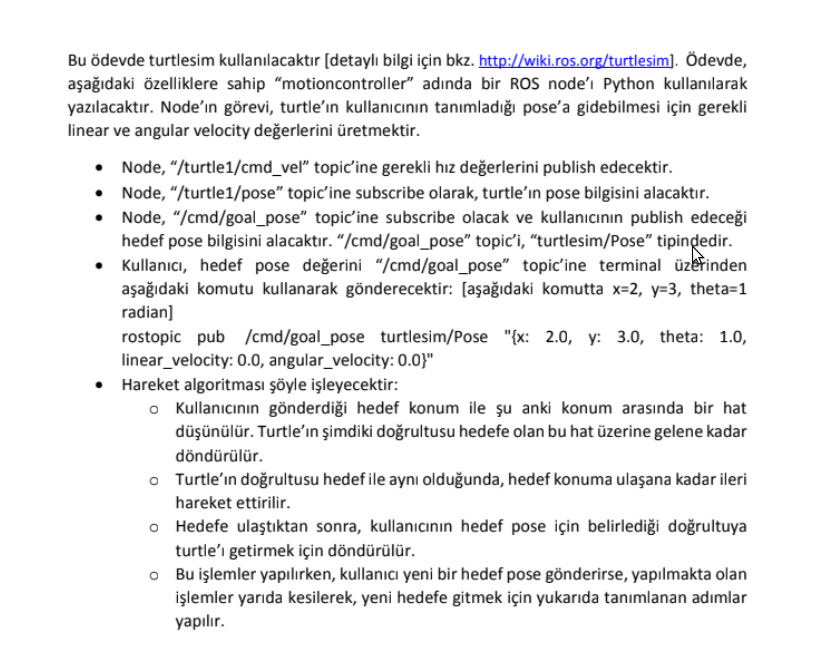 Bu ödevde turtlesim kullanılacaktır [detaylı bilgi için bkz. http://wiki.ros.org/turtlesim]. Ödevde,
aşağıdaki özelliklere sahip “motioncontroller” adında bir ROS node’ı Python kullanılarak
yazılacaktır. Node’ın görevi, turtle’ın kullanıcının tanımladığı pose’a gidebilmesi için gerekli
linear ve angular velocity değerlerini üretmektir.
• Node, “/turtle1/cmd_vel” topic’ine gerekli hız değerlerini publish edecektir.
• Node, “/turtle1/pose” topic’ine subscribe olarak, turtle’ın pose bilgisini alacaktır.
• Node, “/cmd/goal_pose” topic’ine subscribe olacak ve kullanıcının publish edeceği
hedef pose bilgisini alacaktır. “/cmd/goal_pose” topic’i, “turtlesim/Pose” tipindedir.
• Kullanıcı, hedef pose değerini “/cmd/goal_pose” topic’ine terminal üzerinden
aşağıdaki komutu kullanarak gönderecektir: [aşağıdaki komutta x=2, y=3, theta=1
radian]
rostopic pub /cmd/goal_pose turtlesim/Pose "{x: 2.0, y: 3.0, theta: 1.0,
linear_velocity: 0.0, angular_velocity: 0.0}"
• Hareket algoritması şöyle işleyecektir:
o Kullanıcının gönderdiği hedef konum ile şu anki konum arasında bir hat
düşünülür. Turtle’ın şimdiki doğrultusu hedefe olan bu hat üzerine gelene kadar
döndürülür.
o Turtle’ın doğrultusu hedef ile aynı olduğunda, hedef konuma ulaşana kadar ileri
hareket ettirilir.
o Hedefe ulaştıktan sonra, kullanıcının hedef pose için belirlediği doğrultuya
turtle’ı getirmek için döndürülür.
o Bu işlemler yapılırken, kullanıcı yeni bir hedef pose gönderirse, yapılmakta olan
işlemler yarıda kesilerek, yeni hedefe gitmek için yukarıda tanımlanan adımlar
yapılır.